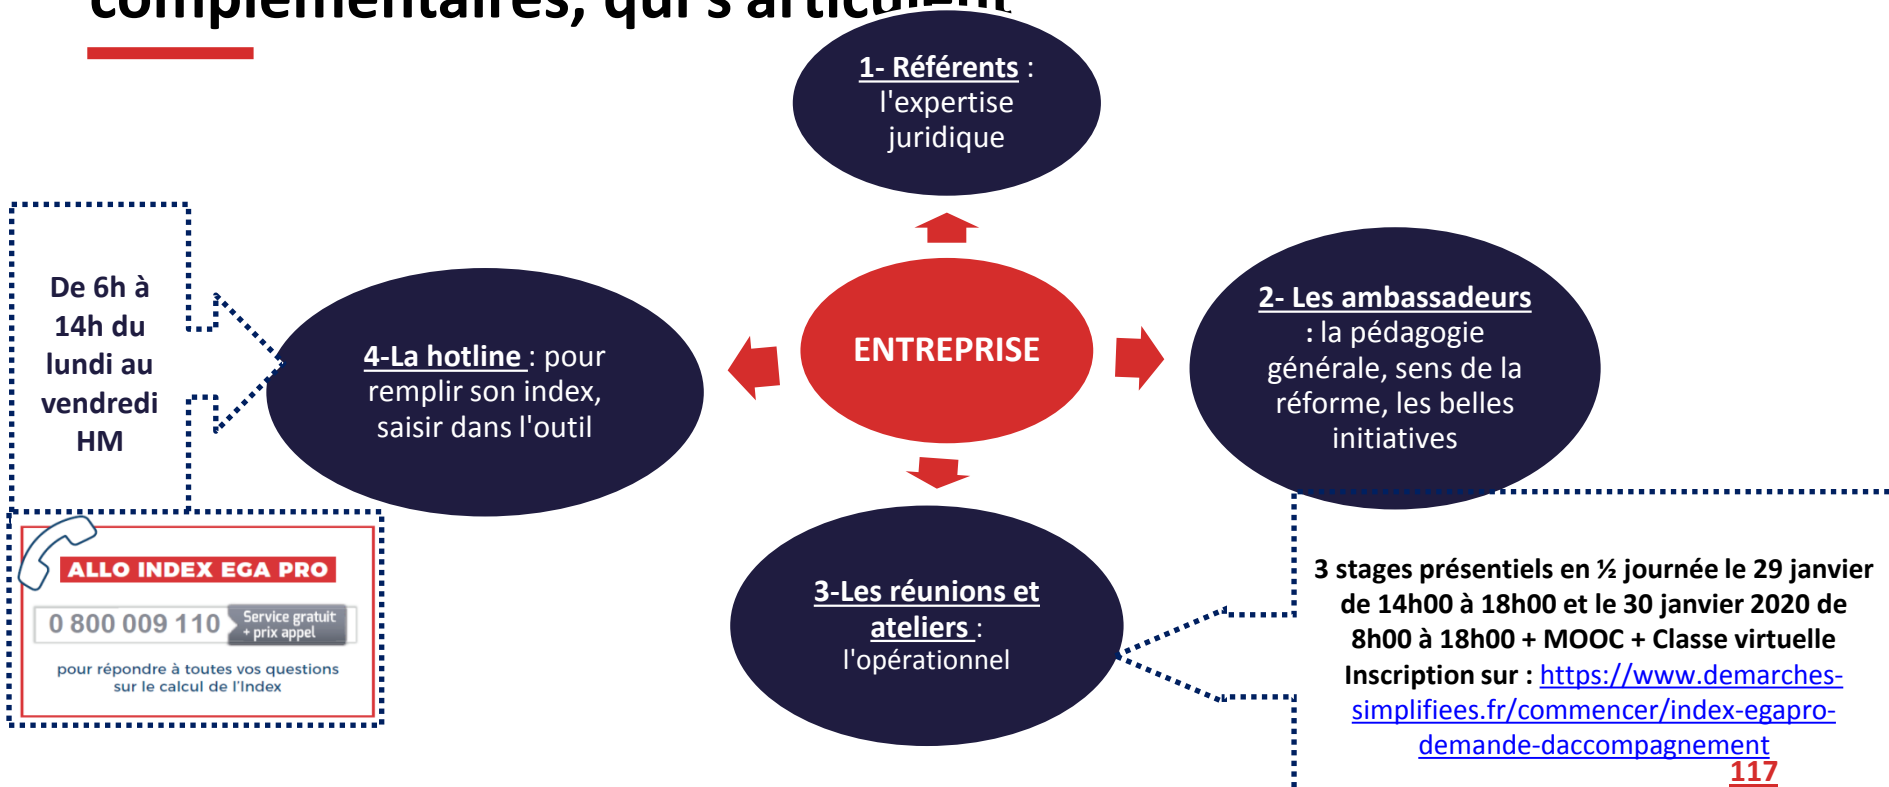 complémentaires, qui s'articulent
1- Référents :
l'expertise
juridique
De 6h à
14h du
lundi au
vendredi
HM
4-La hotline : pour
remplir son index,
saisir dans l'outil
ENTREPRISE
2- Les ambassadeurs
: la pédagogie
générale, sens de la
réforme, les belles
initiatives
ALLO INDEX EGA PRO
0 800 009 110
Service gratuit
+ prix appel
pour répondre à toutes vos questions
sur le calcul de l'Index
3-Les réunions et
ateliers :
l'opérationnel
3 stages présentiels en ½ journée le 29 janvier
de 14h00 à 18h00 et le 30 janvier 2020 de
8h00 à 18h00 + MOOC + Classe virtuelle
Inscription sur : https://www.demarches-
simplifiees.fr/commencer/index-egapro-
demande-daccompagnement
117